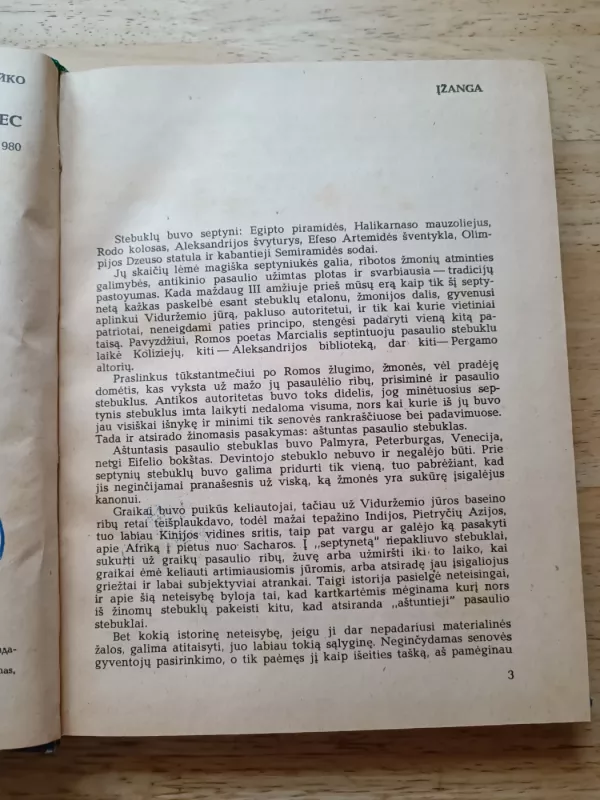 ЙКО
ЕС
980
ĮŽANGA
Stebuklų buvo septyni: Egipto piramidės, Halikarnaso mauzoliejus,
Rodo kolosas, Aleksandrijos švyturys, Efeso Artemidės šventykla, Olim-
pijos Dzeuso statula ir kabantieji Semiramidės sodai.
Jų skaičių lėmė magiška septyniukės galia, ribotos žmonių atminties
galimybės, antikinio pasaulio užimtas plotas ir svarbiausia — tradicijų
pastovumas. Kada maždaug III amžiuje prieš mūsų erą kaip tik šį septy-
netą kažkas paskelbė esant stebuklų etalonu, žmonijos dalis, gyvenusi
aplinkui Viduržemio jūrą, pakluso autoritetui, ir tik kai kurie vietiniai
patriotai, neneigdami paties principo, stengėsi padaryti vieną kitą pa-
taisą. Pavyzdžiui, Romos poetas Marcialis septintuoju pasaulio stebuklu
laikė Koliziejų, kiti — Aleksandrijos biblioteką, dar kiti — Pergamo
altorių.
Praslinkus tūkstantmečiui po Romos žlugimo, žmonės, vėl pradėję
domėtis, kas vyksta už mažo jų pasaulėlio ribų, prisiminė ir pasaulio
stebuklus. Antikos autoritetas buvo toks didelis, jog minėtuosius sep-
tynis stebuklus imta laikyti nedaloma visuma, nors kai kurie iš jų buvo
jau visiškai išnykę ir minimi tik senovės rankraščiuose bei padavimuose.
Tada ir atsirado žinomasis pasakymas: aštuntas pasaulio stebuklas.
Aštuntasis pasaulio stebuklas buvo Palmyra, Peterburgas, Venecija,
netgi Eifelio bokštas. Devintojo stebuklo nebuvo ir negalėjo būti. Prie
septynių stebuklų buvo galima pridurti tik vieną, tuo pabrėžiant, kad
jis neginčijamai pranašesnis už viską, ką žmonės yra sukūrę įsigalėjus
kanonui.
Graikai buvo puikūs keliautojai, tačiau už Viduržemio jūros baseino
ribų retai teišplaukdavo, todėl mažai tepažino Indijos, Pietryčių Azijos,
tuo labiau Kinijos vidines sritis, taip pat vargu ar galėjo ką pasakyti
apie Afriką į pietus nuo Sacharos. Į „septynetą" nepakliuvo stebuklai,
sukurti už graikų pasaulio ribų, žuvę arba užmiršti iki to laiko, kai
graikai ėmė keliauti artimiausiomis jūromis, arba atsiradę jau įsigaliojus
griežtai ir labai subjektyviai atrankai. Taigi istorija pasielgė neteisingai,
ir apie šią neteisybę byloja tai, kad kartkartėmis mėginama kurį nors
iš žinomų stebuklų pakeisti kitu, kad atsiranda „aštuntieji" pasaulio
stebuklai.
Bet kokią istorinę neteisybę, jeigu ji dar nepadariusi materialinės
žalos, galima atitaisyti, juo labiau tokią sąlyginę. Neginčydamas senovės
gyventojų pasirinkimo, o tik paėmęs jį kaip išeities tašką, aš pamėginau
3
да-
mas,